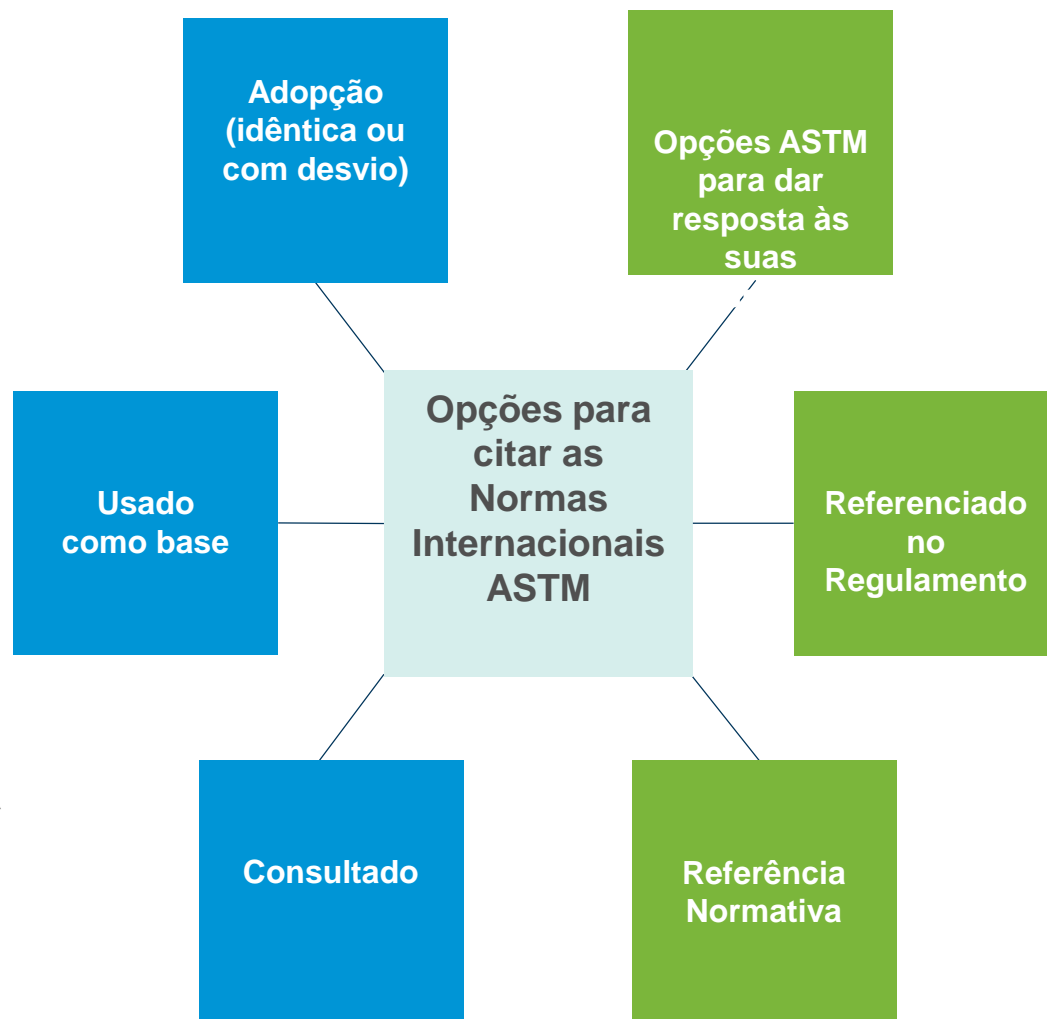 Adopção
(idêntica ou
com desvio)
Opções ASTM
para dar
resposta às
suas
Usado
como base
Opções para
citar as
Normas
Internacionais
ASTM
Referenciado
no
Regulamento
Consultado
Referência
Normativa